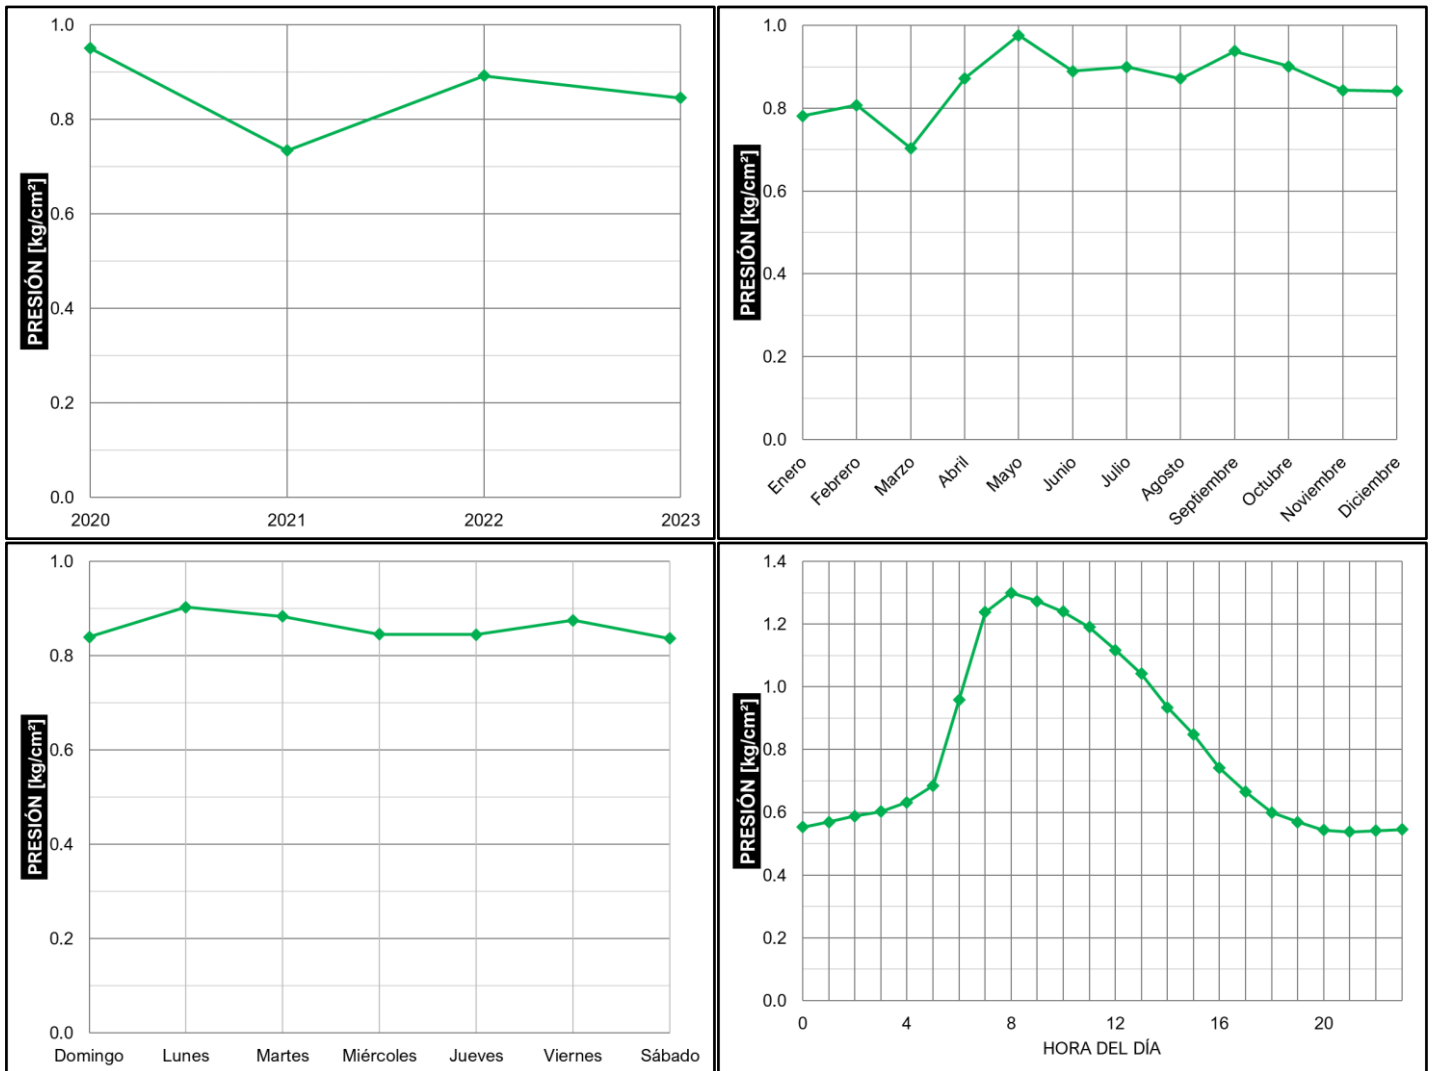 PRESIÓN [kg/cm²]
1.0
0.8
0.6
0.4
0.2
0.0
2020 2021 2022 2023
PRESIÓN [kg/cm²]
1.0
0.8
0.6
0.4
0.2
0.0
Enero Febrero Marzo Abril Mayo Junio Julio Agosto Septiembre Octubre Noviembre Diciembre
PRESIÓN [kg/cm²]
1.0
0.8
0.6
0.4
0.2
0.0
Domingo Lunes Martes Miércoles Jueves Viernes Sábado
PRESIÓN [kg/cm²]
1.4
1.2
1.0
0.8
0.6
0.4
0.2
0.0
0 4 8 12 16 20
HORA DEL DÍA